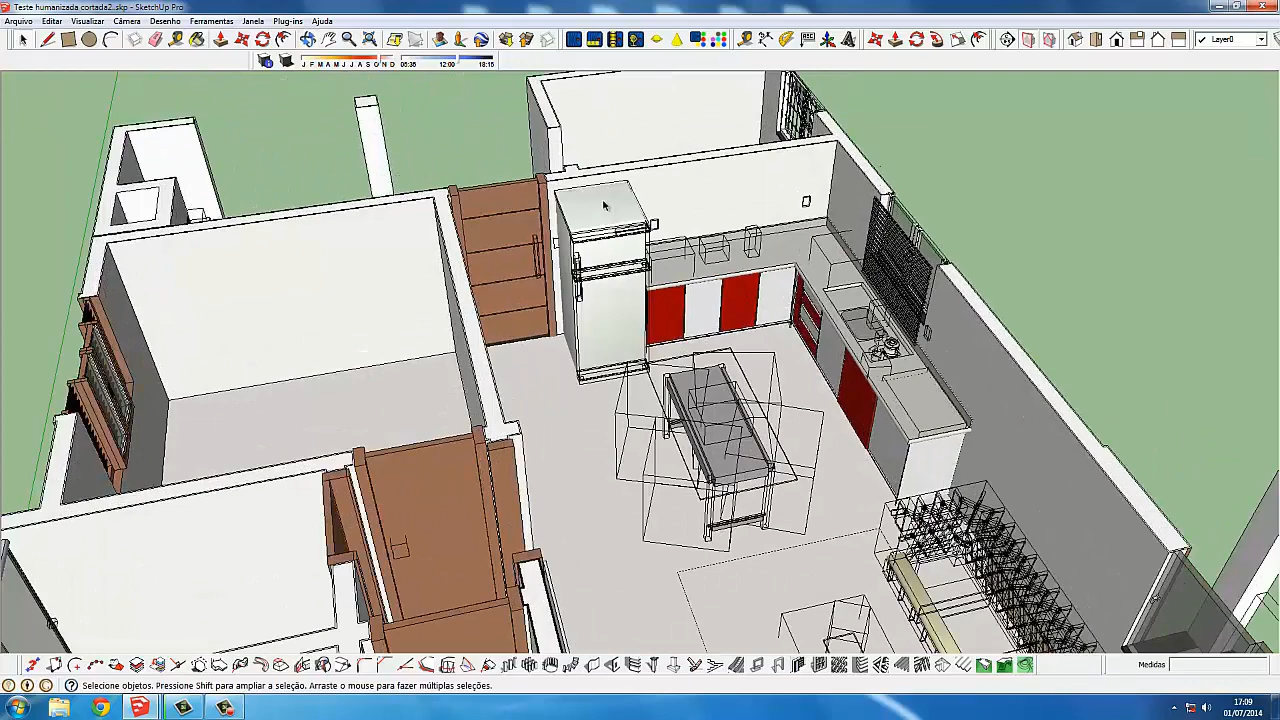 Teste humanizada cortada2.skp - SketchUp Pro
Arquivo Editar Visualizar Câmera Desenho Ferramentas Janela Plug-ins Ajuda
Layer0
J F M A M J J A S O N D 05:36 12:00 18:15
Medidas
Selecione objetos. Pressione Shift para ampliar a seleção. Arraste o mouse para fazer múltiplas seleções.
17:09
01/07/2014